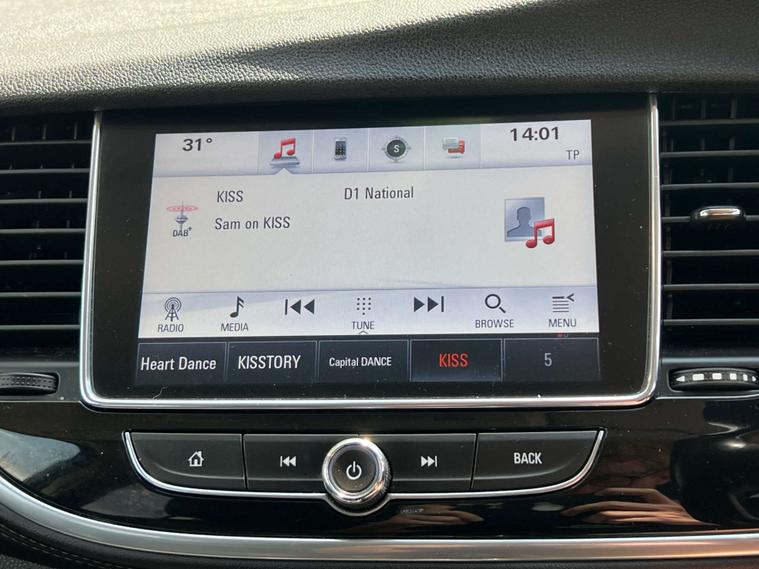 31°
S
14:01
TP
KISS
D1 National
DAB+
Sam on KISS
RADIO
MEDIA
TUNE
BROWSE
MENU
Heart Dance
KISSTORY
Capital DANCE
KISS
5
BACK